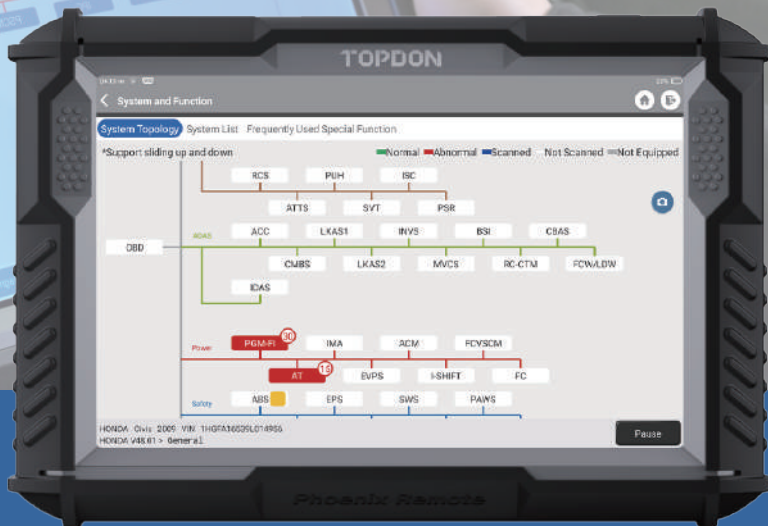 TOPDON
23%
System and Function
System Topology System List Frequently Used Special Function
*Support sliding up and down Normal Abnormal Scanned Not Scanned Not Equipped
RCS PUH ISC
ATTS SVT PSR
ADAS ACC LKAS1 INVS BSI CBAS
OBD
CMBS LKAS2 MVCS RC-CTM FCW/LDW
IDAS
Power PGM-FI 30 IMA ACM FCVSCM
AT 15 EVPS I-SHIFT FC
Safety ABS EPS SWS PAWS
HONDA Civic 2009 VIN
HONDA V48.01 > General
Pause
Phoenix Remote